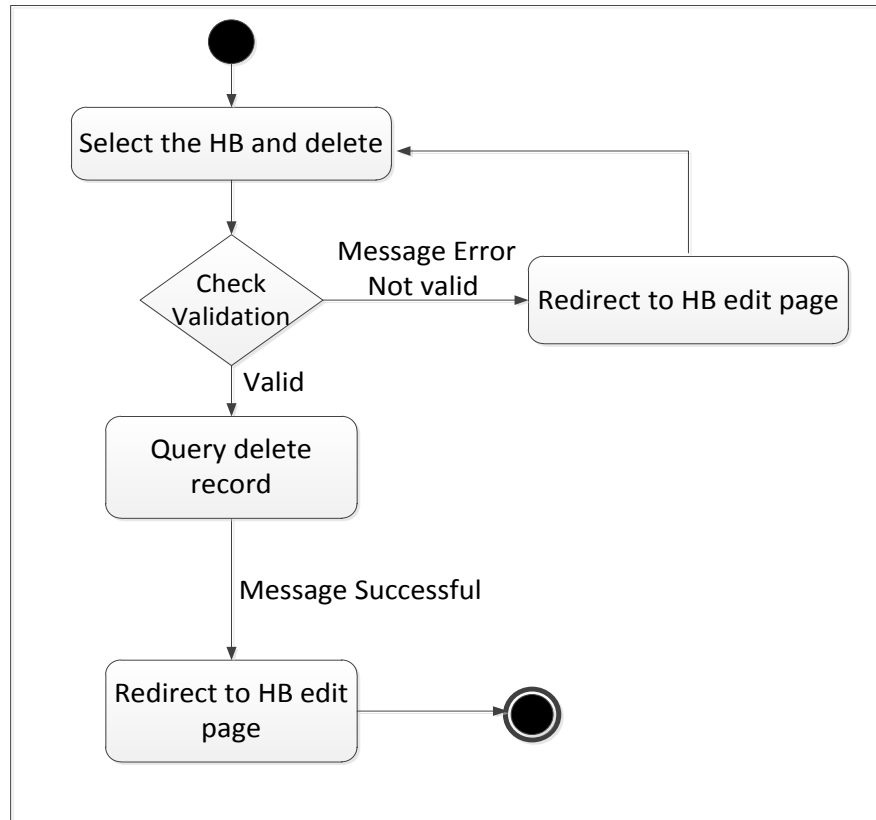 Select the HB and delete
Message Error
Not valid
Check
Validation
Redirect to HB edit page
Valid
Query delete
record
Message Successful
Redirect to HB edit
page